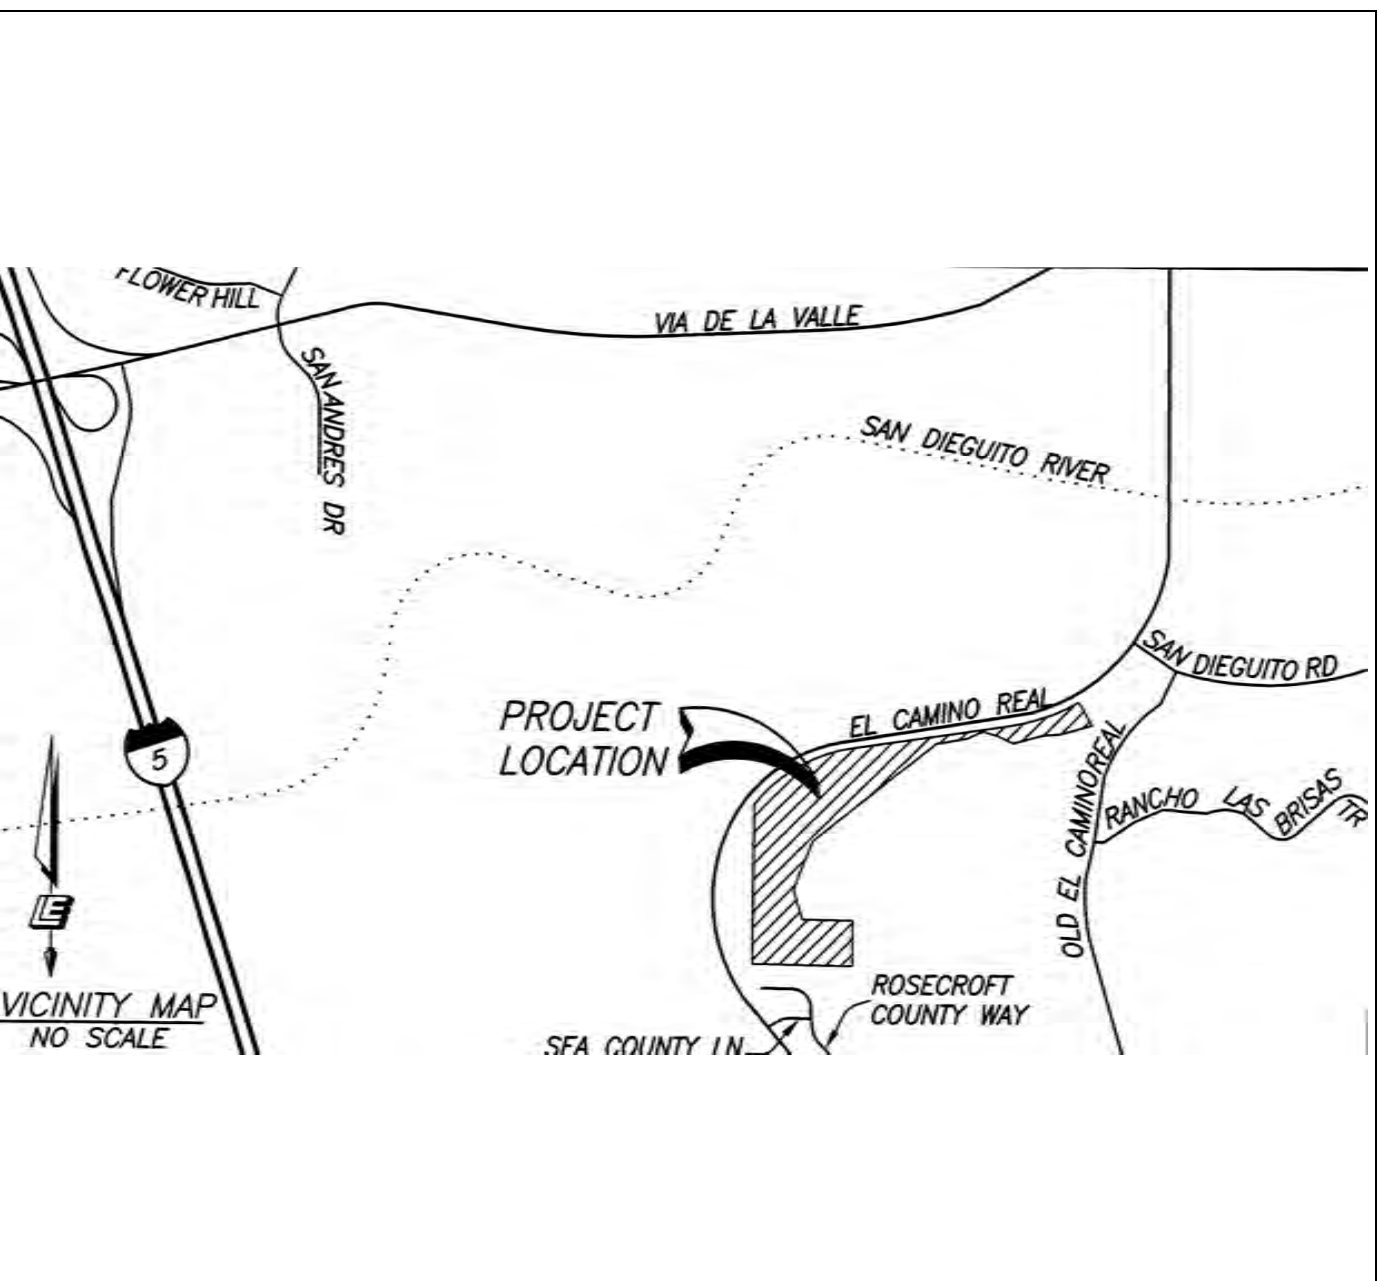 FLOWER HILL
VIA DE LA VALLE
SAN ANDRES DR
SAN DIEGUITO RIVER
SAN DIEGUITO RD
PROJECT
LOCATION
EL CAMINO REAL
5
OLD EL CAMINO REAL
RANCHO LAS BRISAS TR
LE
VICINITY MAP
NO SCALE
ROSECROFT
COUNTY WAY
SEA COUNTY LN